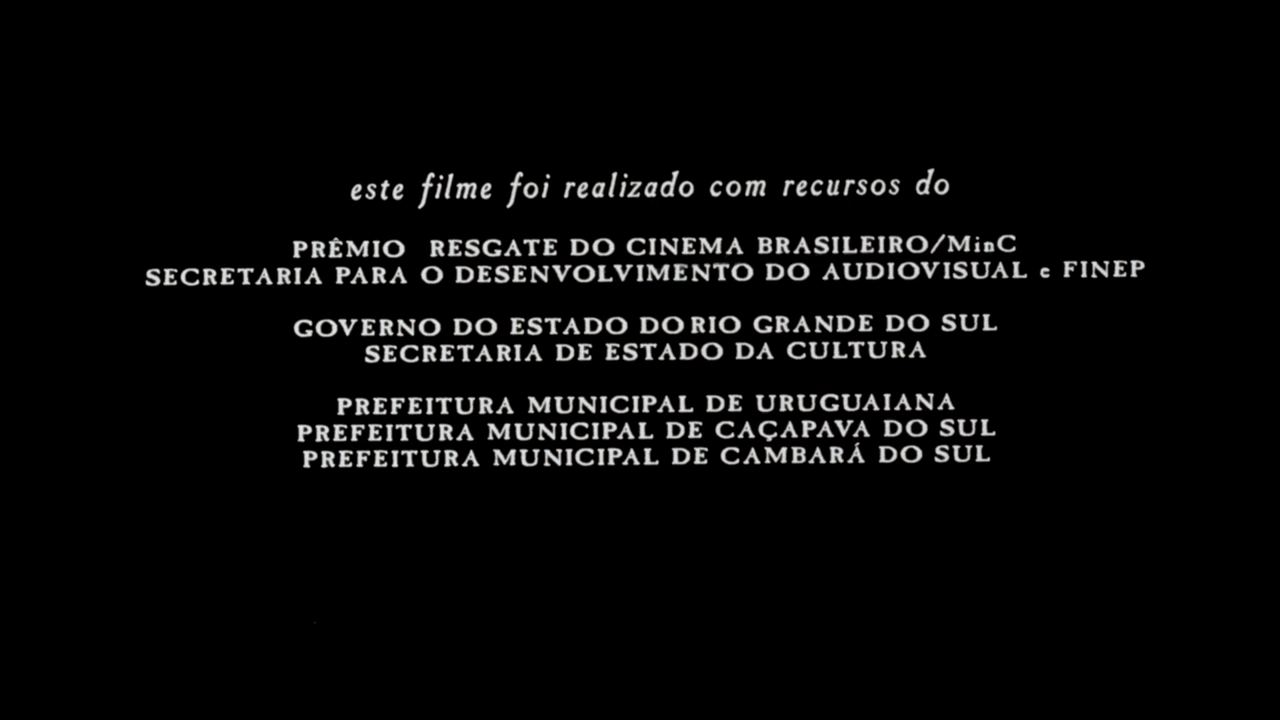 este filme foi realizado com recursos do
PRÊMIO RESGATE DO CINEMA BRASILEIRO/MinC
SECRETARIA PARA O DESENVOLVIMENTO DO AUDIOVISUAL e FINEP
GOVERNO DO ESTADO DO RIO GRANDE DO SUL
SECRETARIA DE ESTADO DA CULTURA
PREFEITURA MUNICIPAL DE URUGUAIANA
PREFEITURA MUNICIPAL DE CAÇAPAVA DO SUL
PREFEITURA MUNICIPAL DE CAMBARÁ DO SUL